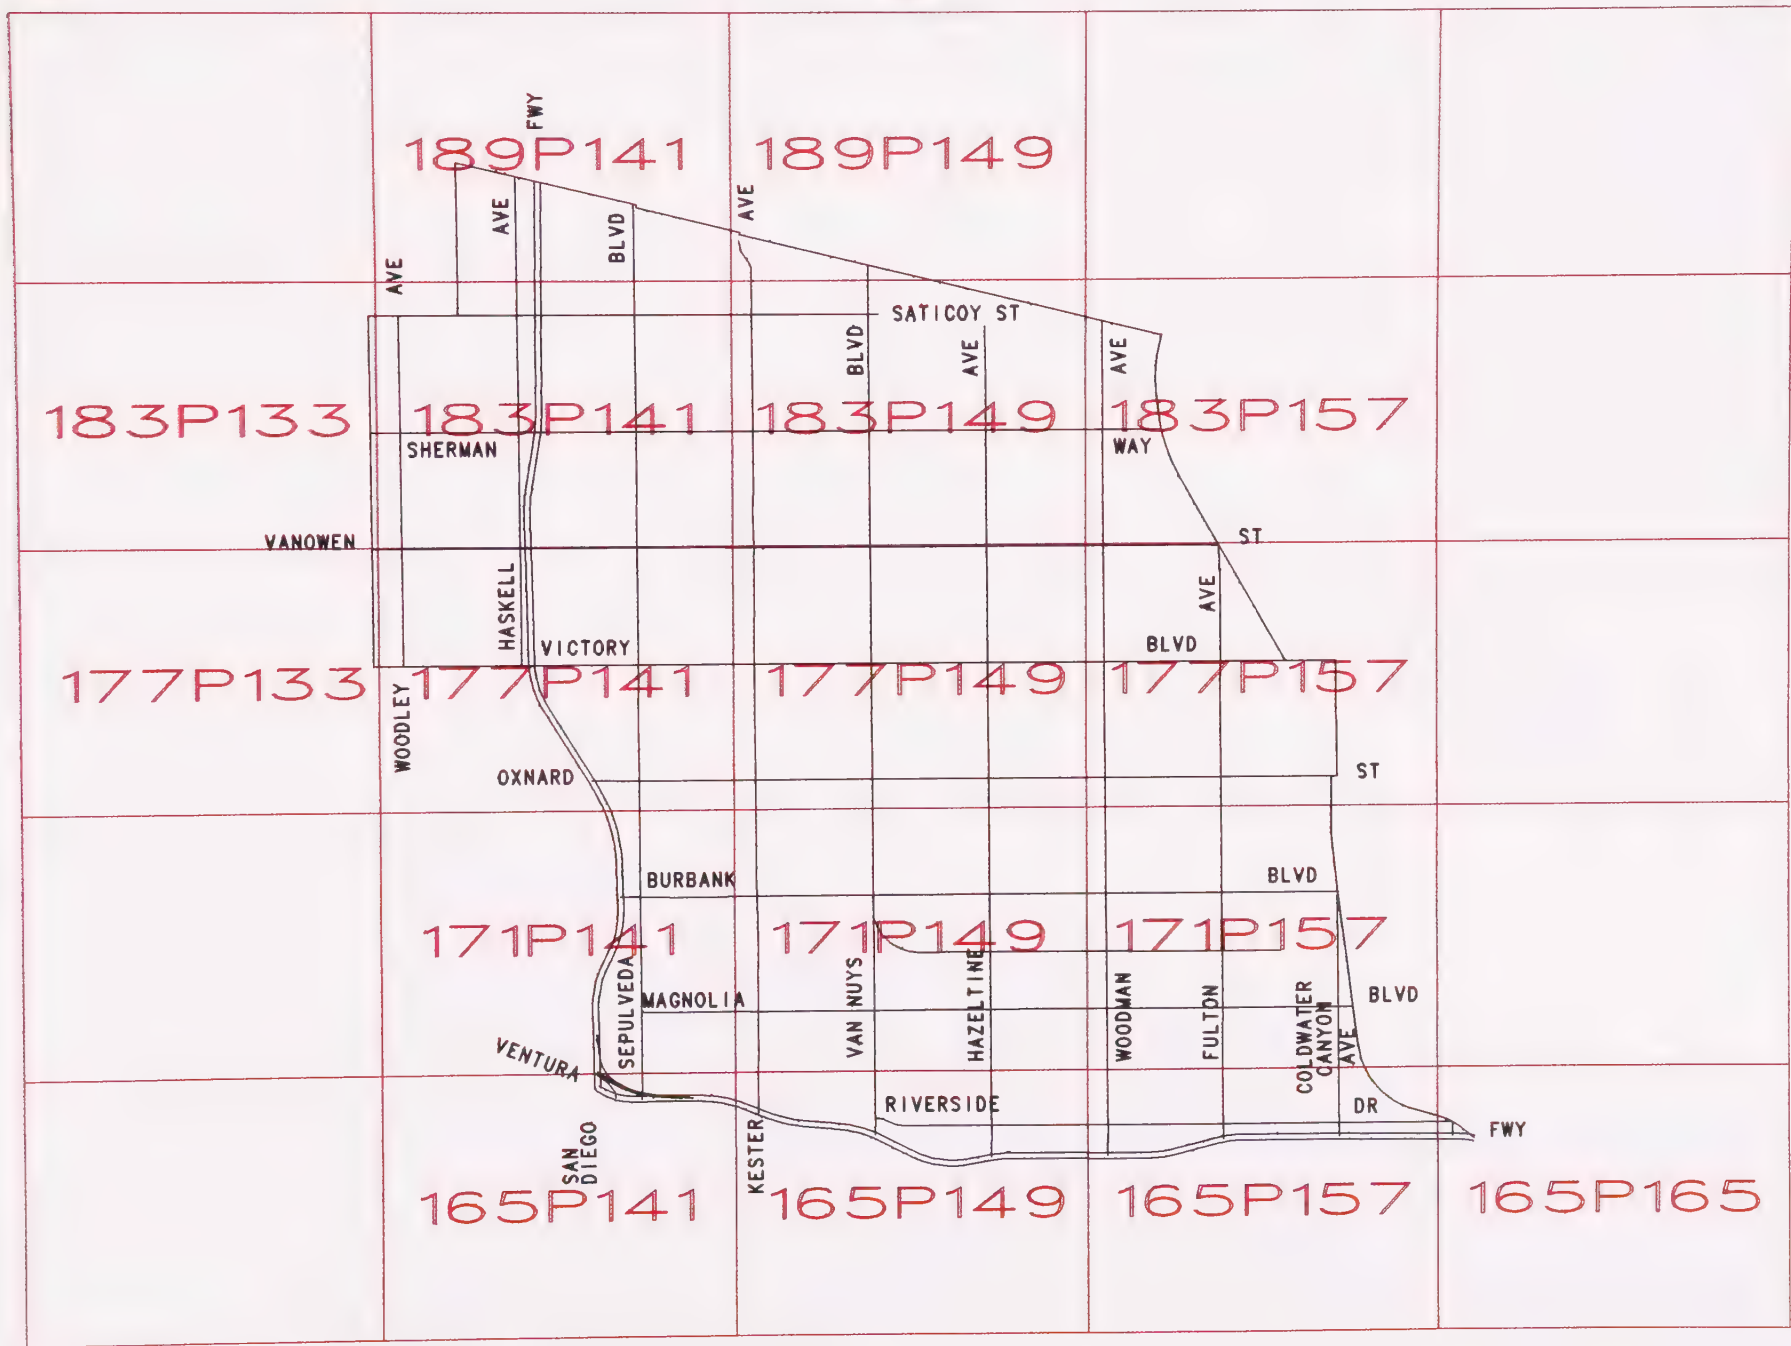 FWY
189P141 189P149
AVE
AVE
BLVD
BLVD
AVE
SATICOY ST
BLVD
AVE
AVE
183P133 183P141 183P149 183P157
SHERMAN WAY
VANOWEN ST
HASKELL
AVE
VICTORY BLVD
177P133 177P141 177P149 177P157
WOODLEY
OXNARD ST
BURBANK BLVD
171P141 171P149 171P157
SEPULVEDA
MAGNOLIA BLVD
VAN NUYS
HAZELTINE
WOODMAN
FULTON
COLDWATER
CANYON
AVE
VENTURA
RIVERSIDE DR
FWY
SAN
DIEGO
KESTER
165P141 165P149 165P157 165P165